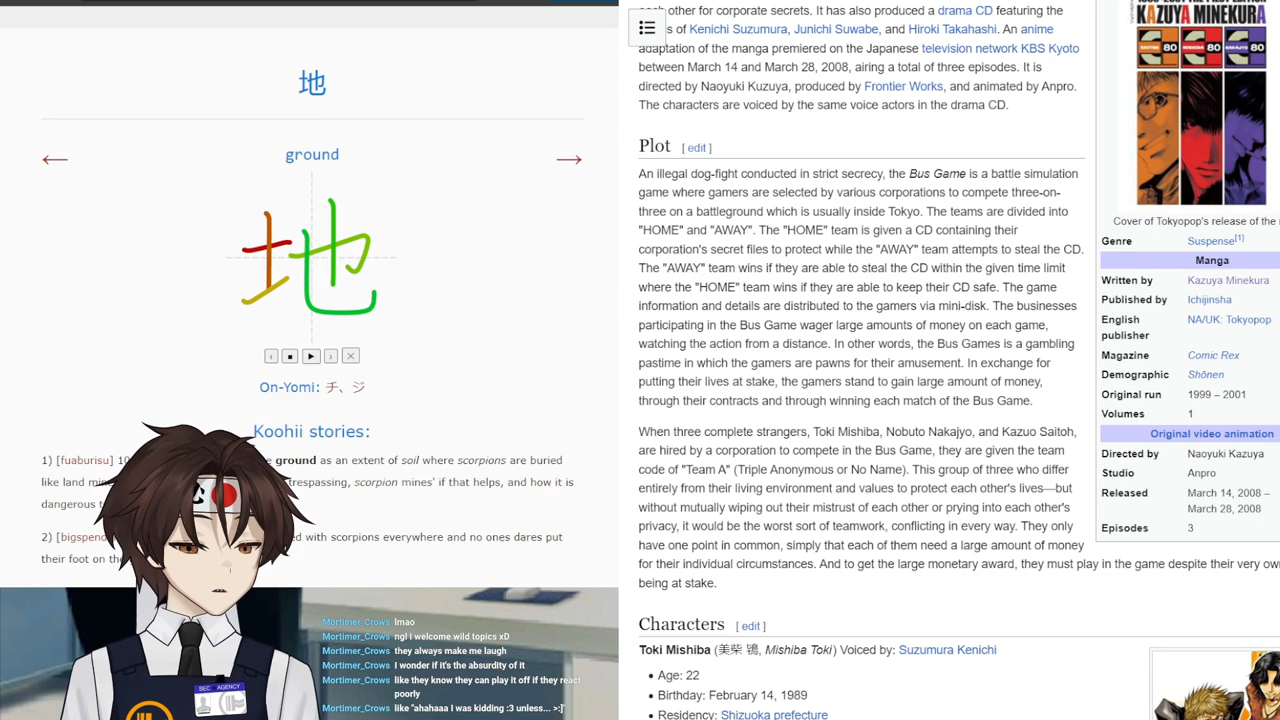 地
←
ground
→
On-Yomi: チ、ジ
Koohii stories:
1) [fuaburisu] 10
ground as an extent of soil where scorpions are buried
like land min
trespassing, scorpion mines' if that helps, and how it is
dangerous t
2) [bigspend
with scorpions everywhere and no ones dares put
their foot on the
Mortimer_Crows lmao
Mortimer_Crows ngl i welcome wild topics xD
Mortimer_Crows they always make me laugh
Mortimer_Crows I wonder if it's the absurdity of it
Mortimer_Crows like they know they can play it off if they react
poorly
Mortimer_Crows like "ahahaaa I was kidding :3 unless... >:]"
SEC AGENCY
each other for corporate secrets. It has also produced a drama CD featuring the
s of Kenichi Suzumura, Junichi Suwabe, and Hiroki Takahashi. An anime
adaptation of the manga premiered on the Japanese television network KBS Kyoto
between March 14 and March 28, 2008, airing a total of three episodes. It is
directed by Naoyuki Kuzuya, produced by Frontier Works, and animated by Anpro.
The characters are voiced by the same voice actors in the drama CD.
Plot [ edit ]
An illegal dog-fight conducted in strict secrecy, the Bus Game is a battle simulation
game where gamers are selected by various corporations to compete three-on-
three on a battleground which is usually inside Tokyo. The teams are divided into
"HOME" and "AWAY". The "HOME" team is given a CD containing their
corporation's secret files to protect while the "AWAY" team attempts to steal the CD.
The "AWAY" team wins if they are able to steal the CD within the given time limit
where the "HOME" team wins if they are able to keep their CD safe. The game
information and details are distributed to the gamers via mini-disk. The businesses
participating in the Bus Game wager large amounts of money on each game,
watching the action from a distance. In other words, the Bus Games is a gambling
pastime in which the gamers are pawns for their amusement. In exchange for
putting their lives at stake, the gamers stand to gain large amount of money,
through their contracts and through winning each match of the Bus Game.
When three complete strangers, Toki Mishiba, Nobuto Nakajyo, and Kazuo Saitoh,
are hired by a corporation to compete in the Bus Game, they are given the team
code of "Team A" (Triple Anonymous or No Name). This group of three who differ
entirely from their living environment and values to protect each other's lives—but
without mutually wiping out their mistrust of each other or prying into each other's
privacy, it would be the worst sort of teamwork, conflicting in every way. They only
have one point in common, simply that each of them need a large amount of money
for their individual circumstances. And to get the large monetary award, they must play in the game despite their very own
being at stake.
Characters [ edit ]
Toki Mishiba (美柴 鴇, Mishiba Toki) Voiced by: Suzumura Kenichi
• Age: 22
• Birthday: February 14, 1989
• Residency: Shizuoka prefecture
KAZUYA MINEKURA
80
80
80
Cover of Tokyopop's release of the
Genre Suspense[1]
Manga
Written by Kazuya Minekura
Published by Ichijinsha
English NA/UK: Tokyopop
publisher
Magazine Comic Rex
Demographic Shōnen
Original run 1999 – 2001
Volumes 1
Original video animation
Directed by Naoyuki Kazuya
Studio Anpro
Released March 14, 2008 –
March 28, 2008
Episodes 3